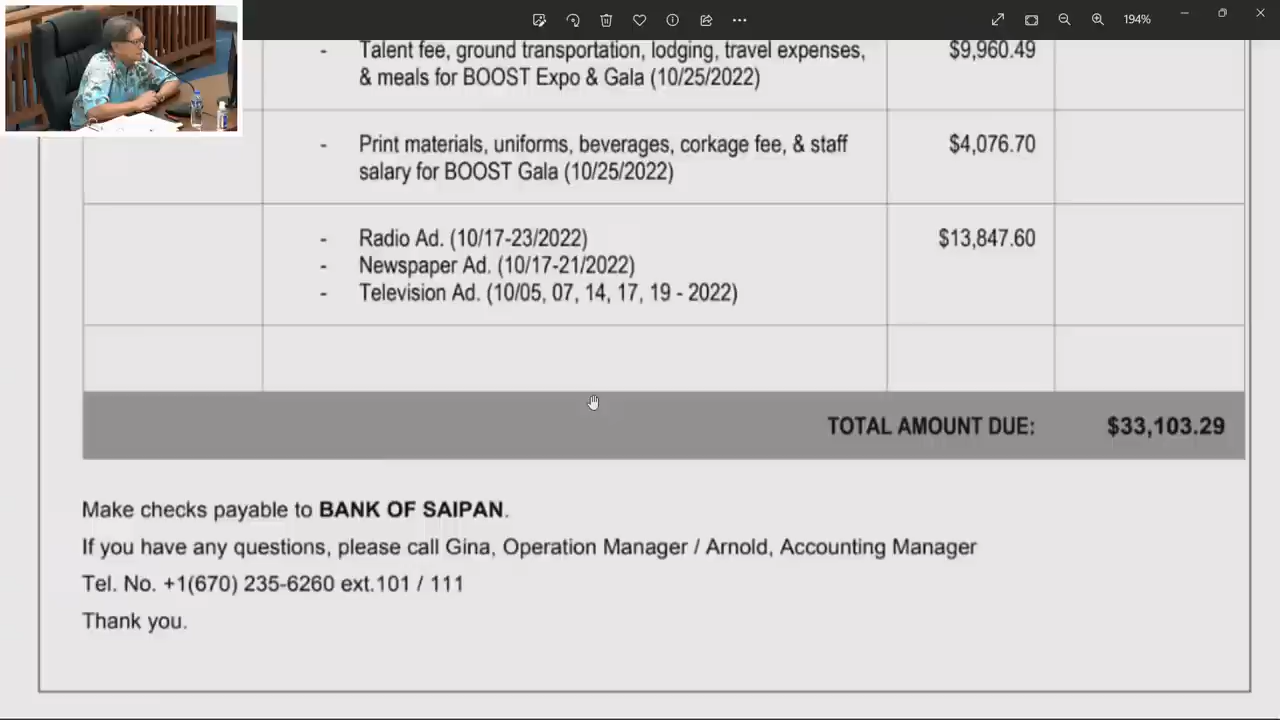 194%
- Talent fee, ground transportation, lodging, travel expenses, $9,960.49
& meals for BOOST Expo & Gala (10/25/2022)
- Print materials, uniforms, beverages, corkage fee, & staff $4,076.70
salary for BOOST Gala (10/25/2022)
- Radio Ad. (10/17-23/2022) $13,847.60
- Newspaper Ad. (10/17-21/2022)
- Television Ad. (10/05, 07, 14, 17, 19 - 2022)
TOTAL AMOUNT DUE: $33,103.29
Make checks payable to BANK OF SAIPAN.
If you have any questions, please call Gina, Operation Manager / Arnold, Accounting Manager
Tel. No. +1(670) 235-6260 ext.101 / 111
Thank you.